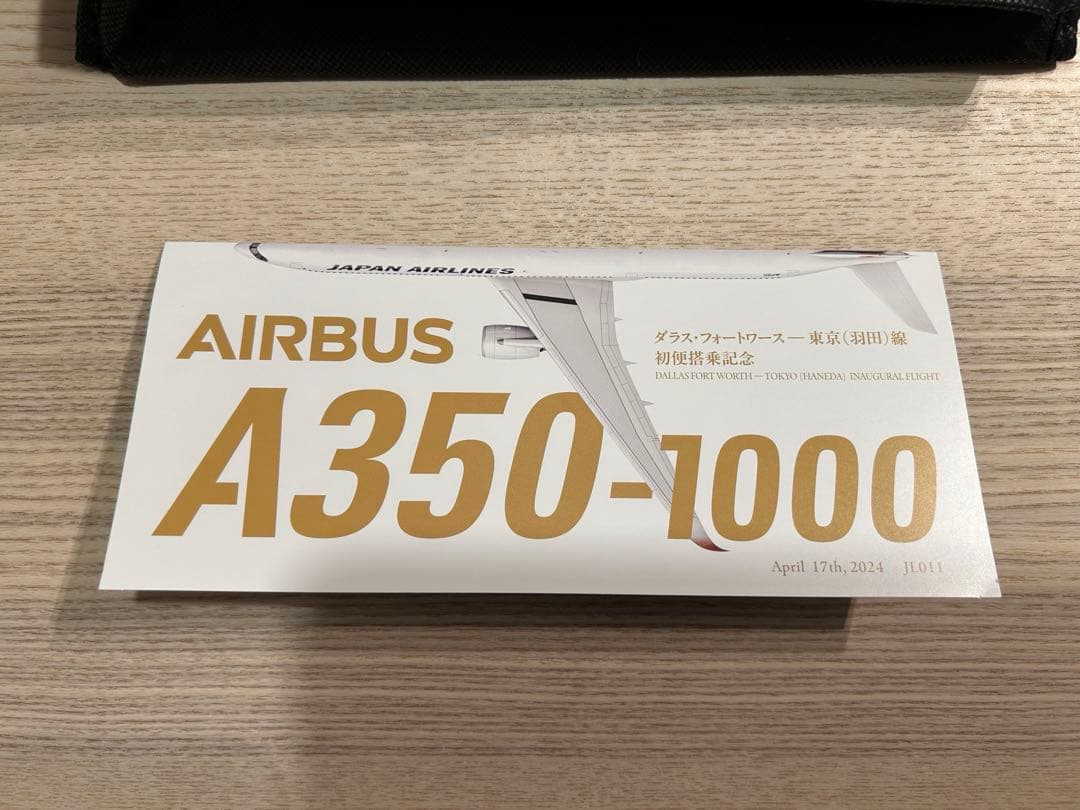 JAPAN AIRLINES
AIRBUS
ダラス・フォートワース― 東京(羽田)線
初便搭乗記念
DALLAS FORT WORTH — TOKYO (HANEDA) INAUGURAL FLIGHT
A350-1000
April 17th, 2024 JL011